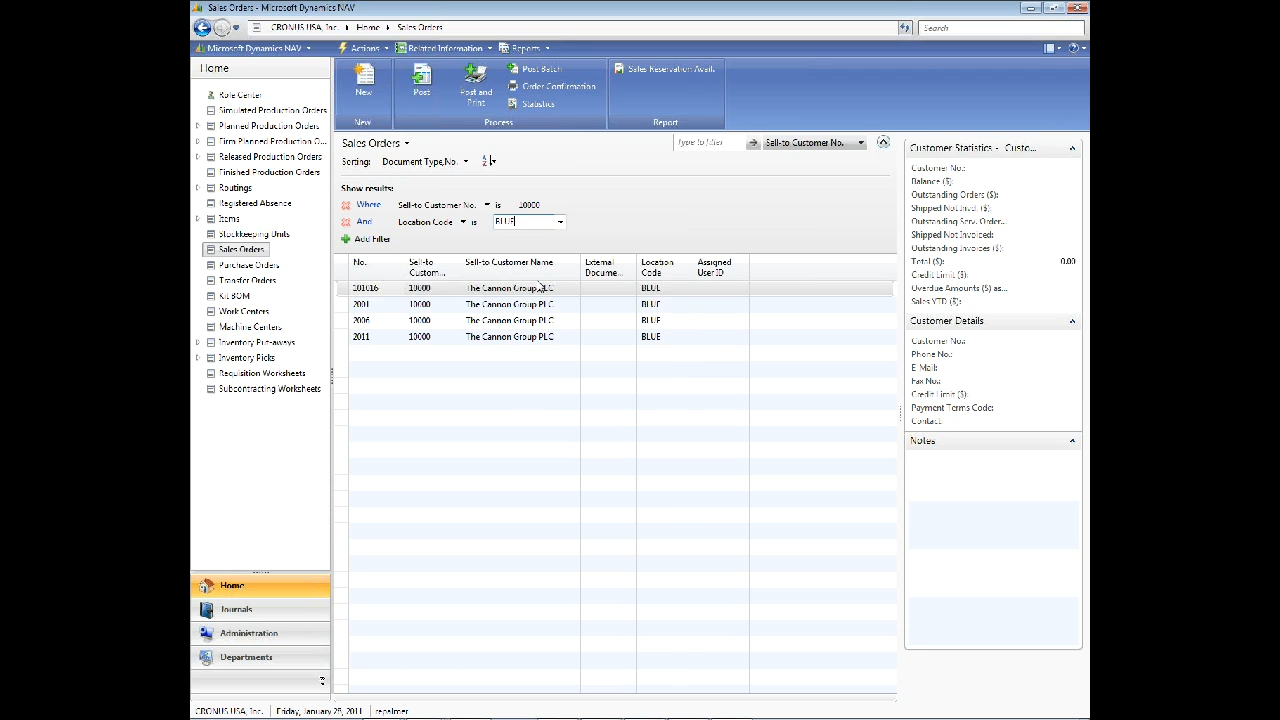 Sales Orders - Microsoft Dynamics NAV
CRONUS USA, Inc. Home Sales Orders Search
Microsoft Dynamics NAV Actions Related Information Reports
Home
Role Center
Simulated Production Orders
Planned Production Orders
Firm Planned Production O...
Released Production Orders
Finished Production Orders
Routings
Registered Absence
Items
Stockkeeping Units
Sales Orders
Purchase Orders
Transfer Orders
Kit BOM
Work Centers
Machine Centers
Inventory Put-aways
Inventory Picks
Requisition Worksheets
Subcontracting Worksheets
Home
Journals
Administration
Departments
New
New
Post
Post and
Print
Post Batch
Order Confirmation
Statistics
Process
Sales Reservation Avail.
Report
Sales Orders Type to filter Sell-to Customer No.
Sorting: Document Type,No.
Show results:
Where Sell-to Customer No. is 10000
And Location Code is BLUE
Add Filter
No. Sell-to Custom... Sell-to Customer Name External Docume... Location Code Assigned User ID
101016 10000 The Cannon Group PLC BLUE
2001 10000 The Cannon Group PLC BLUE
2006 10000 The Cannon Group PLC BLUE
2011 10000 The Cannon Group PLC BLUE
Customer Statistics - Custo...
Customer No.:
Balance ($):
Outstanding Orders ($):
Shipped Not Invd. ($):
Outstanding Serv. Order...
Shipped Not Invoiced:
Outstanding Invoices ($):
Total ($): 0.00
Credit Limit ($):
Overdue Amounts ($) as...
Sales YTD ($):
Customer Details
Customer No.:
Phone No.:
E-Mail:
Fax No.:
Credit Limit ($):
Payment Terms Code:
Contact:
Notes
CRONUS USA, Inc. Friday, January 28, 2011 repalmer